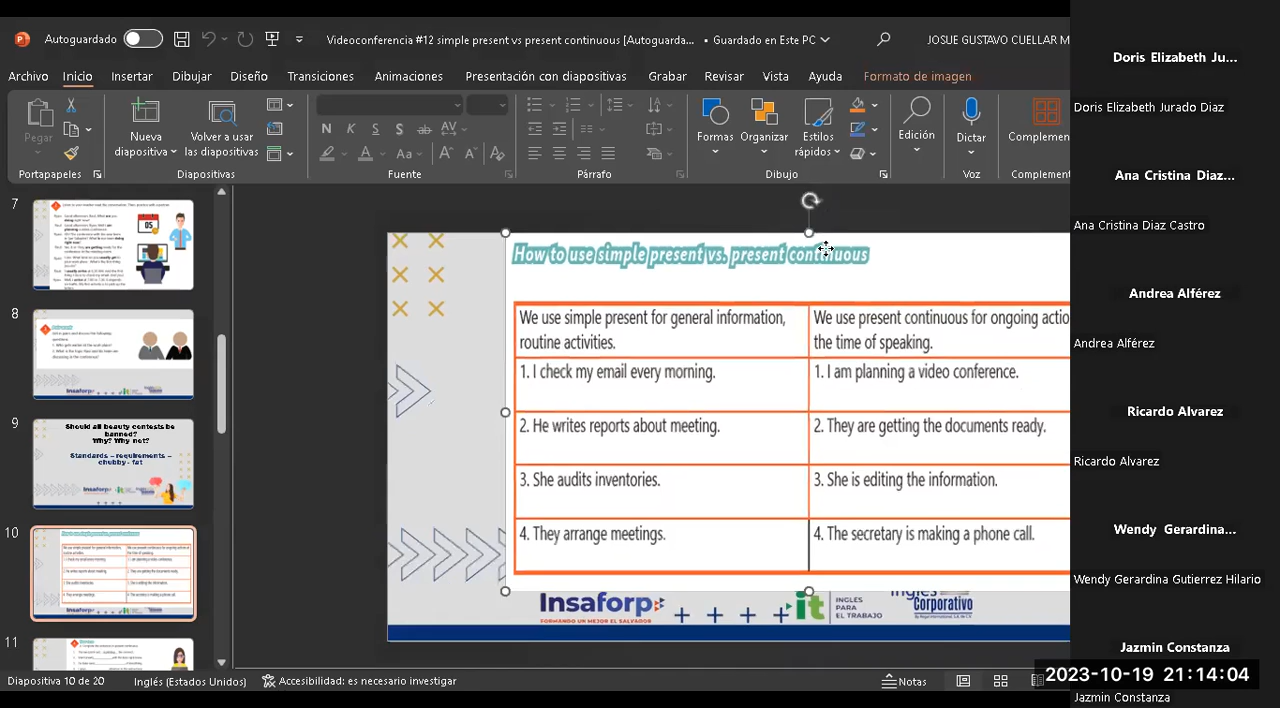 Autoguardado
Videoconferencia #12 simple present vs present continuous [Autoguarda... • Guardado en Este PC
JOSUE GUSTAVO CUELLAR M
Archivo Inicio Insertar Dibujar Diseño Transiciones Animaciones Presentación con diapositivas Grabar Revisar Vista Ayuda Formato de imagen
Pegar
Nueva diapositiva
Volver a usar las diapositivas
Formas
Organizar
Estilos rápidos
Edición
Dictar
Complemen
Portapapeles
Diapositivas
Fuente
Párrafo
Dibujo
Voz
Complement
7
8
9
Should all beauty contests be
banned?
Why? Why not?
Standards – requirements –
chubby - fat
10
11
How to use simple present vs. present continuous
We use simple present for general information,
routine activities.
We use present continuous for ongoing actio
the time of speaking.
1. I check my email every morning.
1. I am planning a video conference.
2. He writes reports about meeting.
2. They are getting the documents ready.
3. She audits inventories.
3. She is editing the information.
4. They arrange meetings.
4. The secretary is making a phone call.
Insaforp
FORMANDO UN MEJOR EL SALVADOR
it
INGLÉS
PARA EL
TRABAJO
Inglés
Corporativo
Diapositiva 10 de 20
Inglés (Estados Unidos)
Accesibilidad: es necesario investigar
Notas
Doris Elizabeth Ju...
Doris Elizabeth Jurado Diaz
Ana Cristina Diaz...
Ana Cristina Diaz Castro
Andrea Alférez
Andrea Alférez
Ricardo Alvarez
Ricardo Alvarez
Wendy Gerardina...
Wendy Gerardina Gutiérrez Hilario
Jazmin Constanza
2023-10-19 21:14:04
Jazmin Constanza